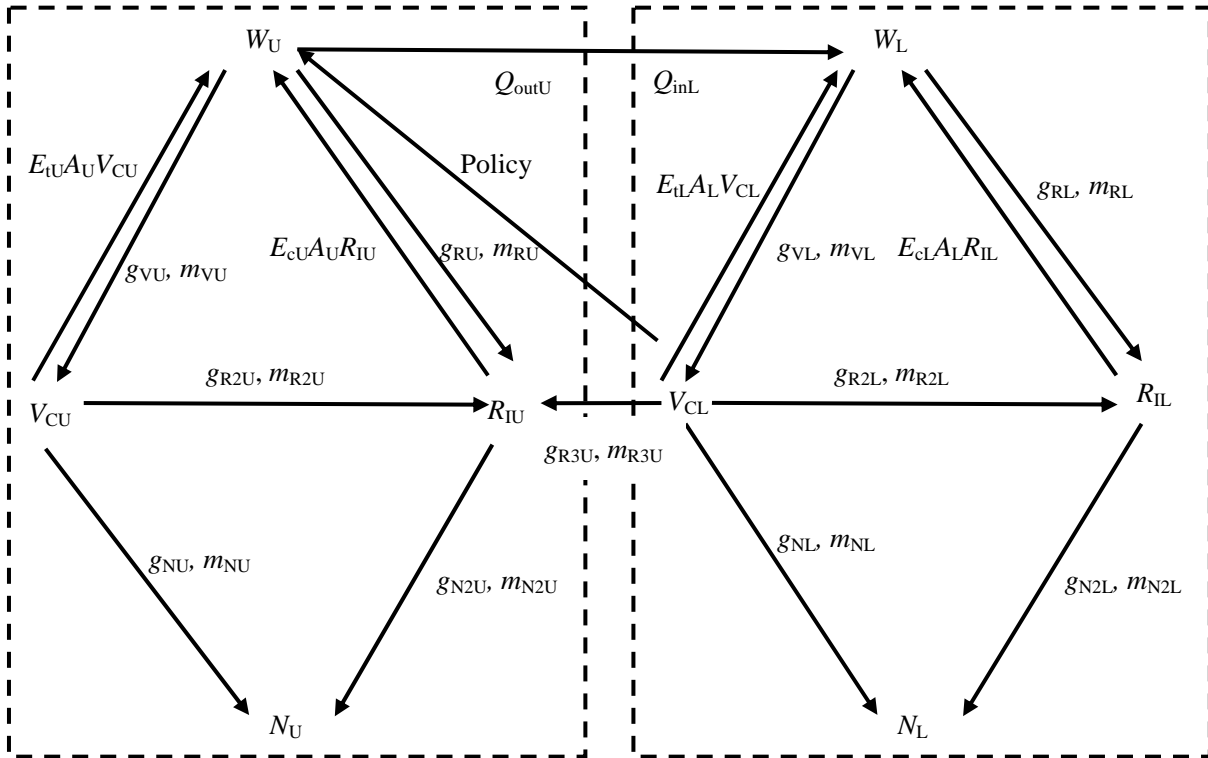 W_U W_L
Q_outU Q_inL
E_tU A_U V_CU Policy E_tL A_L V_CL
g_RL, m_RL
E_cU A_U R_IU g_RU, m_RU g_VL, m_VL E_cL A_L R_IL
g_VU, m_VU
g_R2U, m_R2U g_R2L, m_R2L
V_CU R_IU V_CL R_IL
g_R3U, m_R3U
g_NU, m_NU g_NL, m_NL
g_N2U, m_N2U g_N2L, m_N2L
N_U N_L